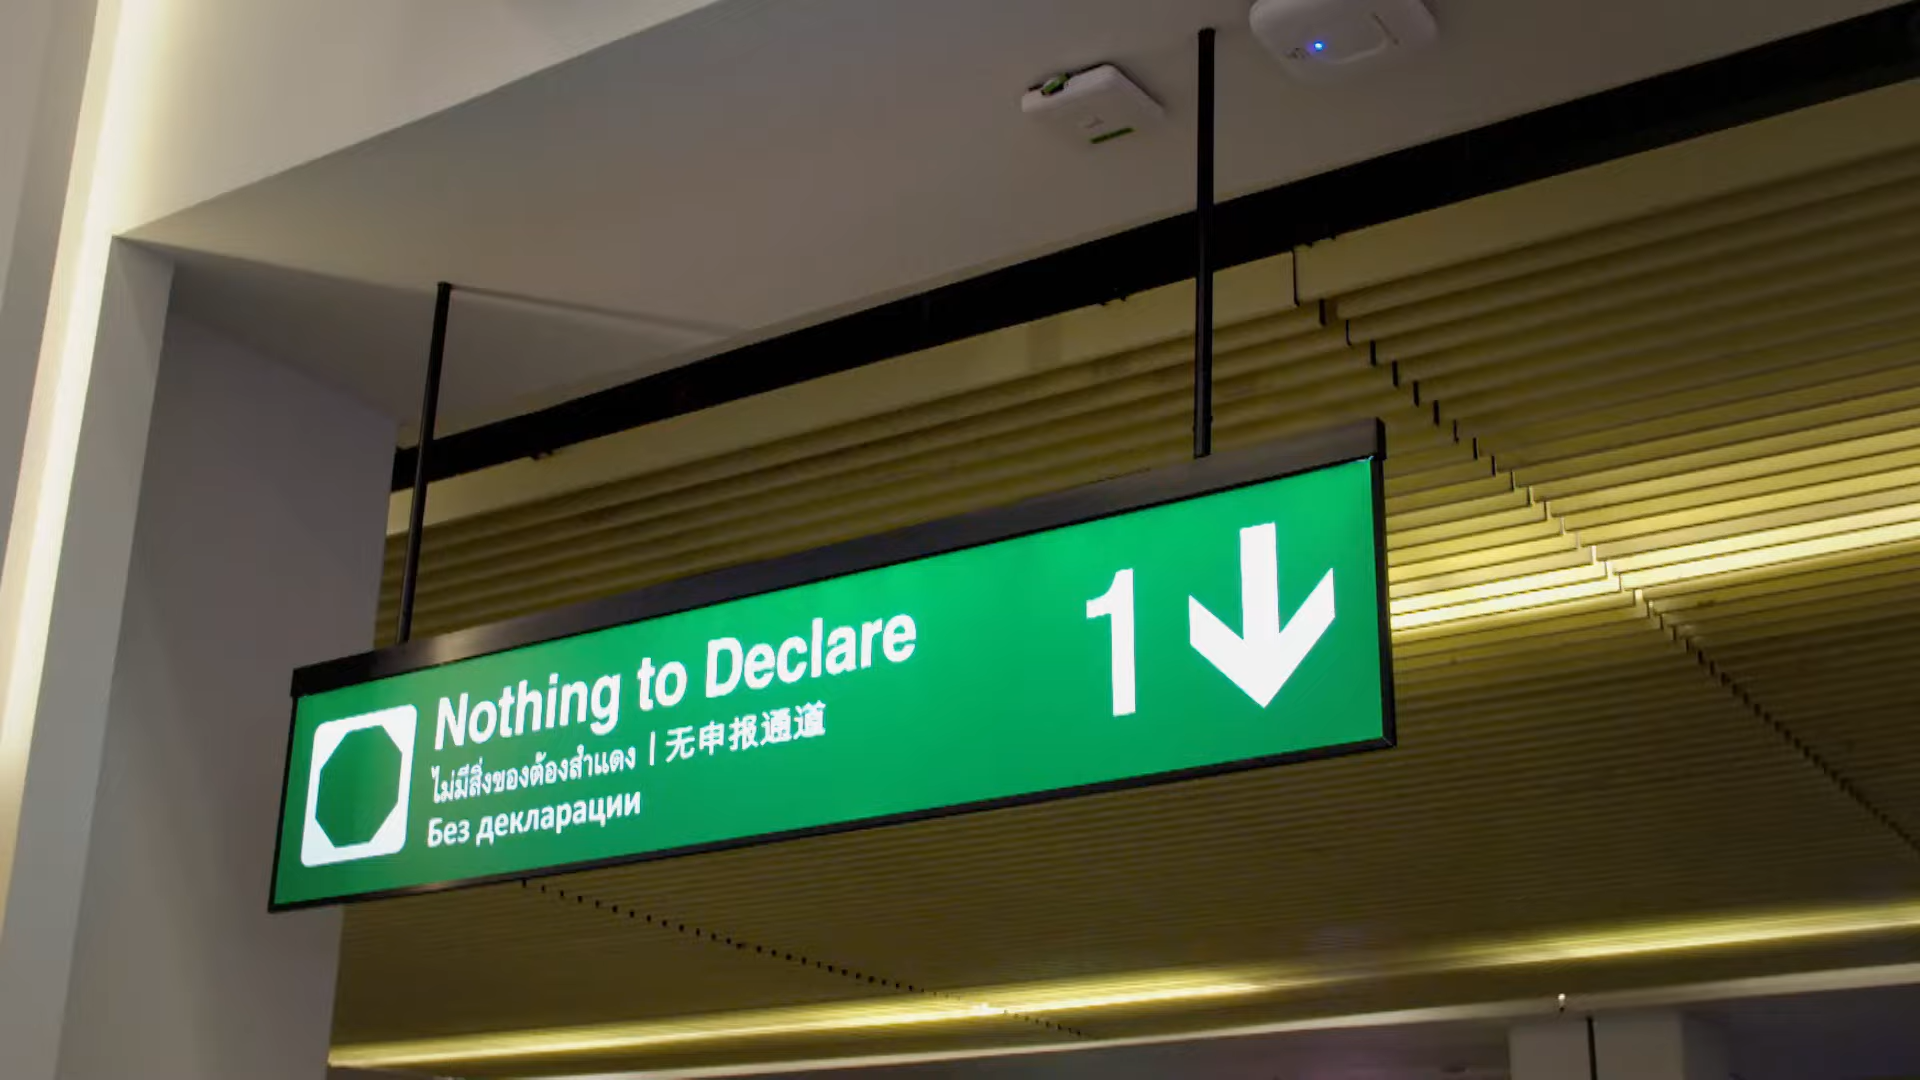 Nothing to Declare
ไม่มีสิ่งของต้องสำแดง | 无申报通道
Без декларации
1